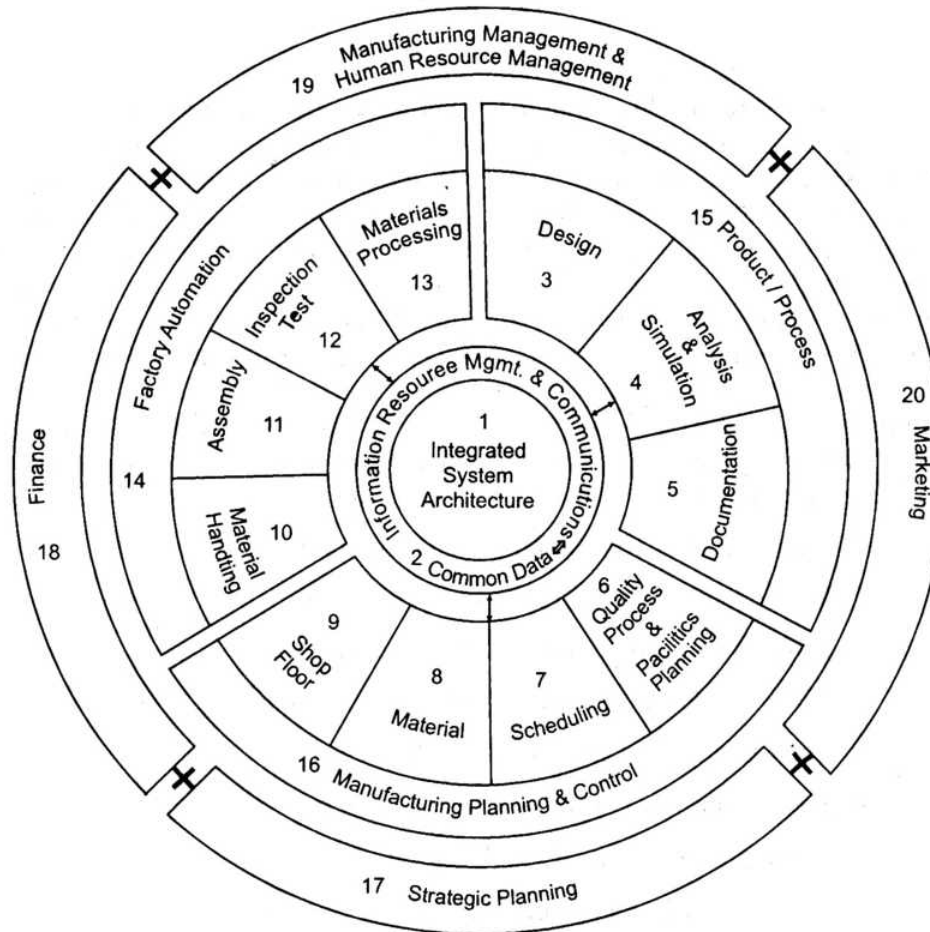 19
Manufacturing Management &
Human Resource Management
15 Product / Process
Design
3
Analysis
&
Simulation
4
Documentation
5
20
Marketing
Materials
Processing
13
Inspection
Test
12
Factory Automation
14
Assembly
11
Material
Handting
10
Finance
18
Information Resouree Mgmt. & Communicutions
1
Integrated
System
Architecture
2 Common Data ⇔
6
Quality
Process
&
Pacilitics
Planning
7
Scheduling
8
Material
9
Shop
Floor
16 Manufacturing Planning & Control
17 Strategic Planning